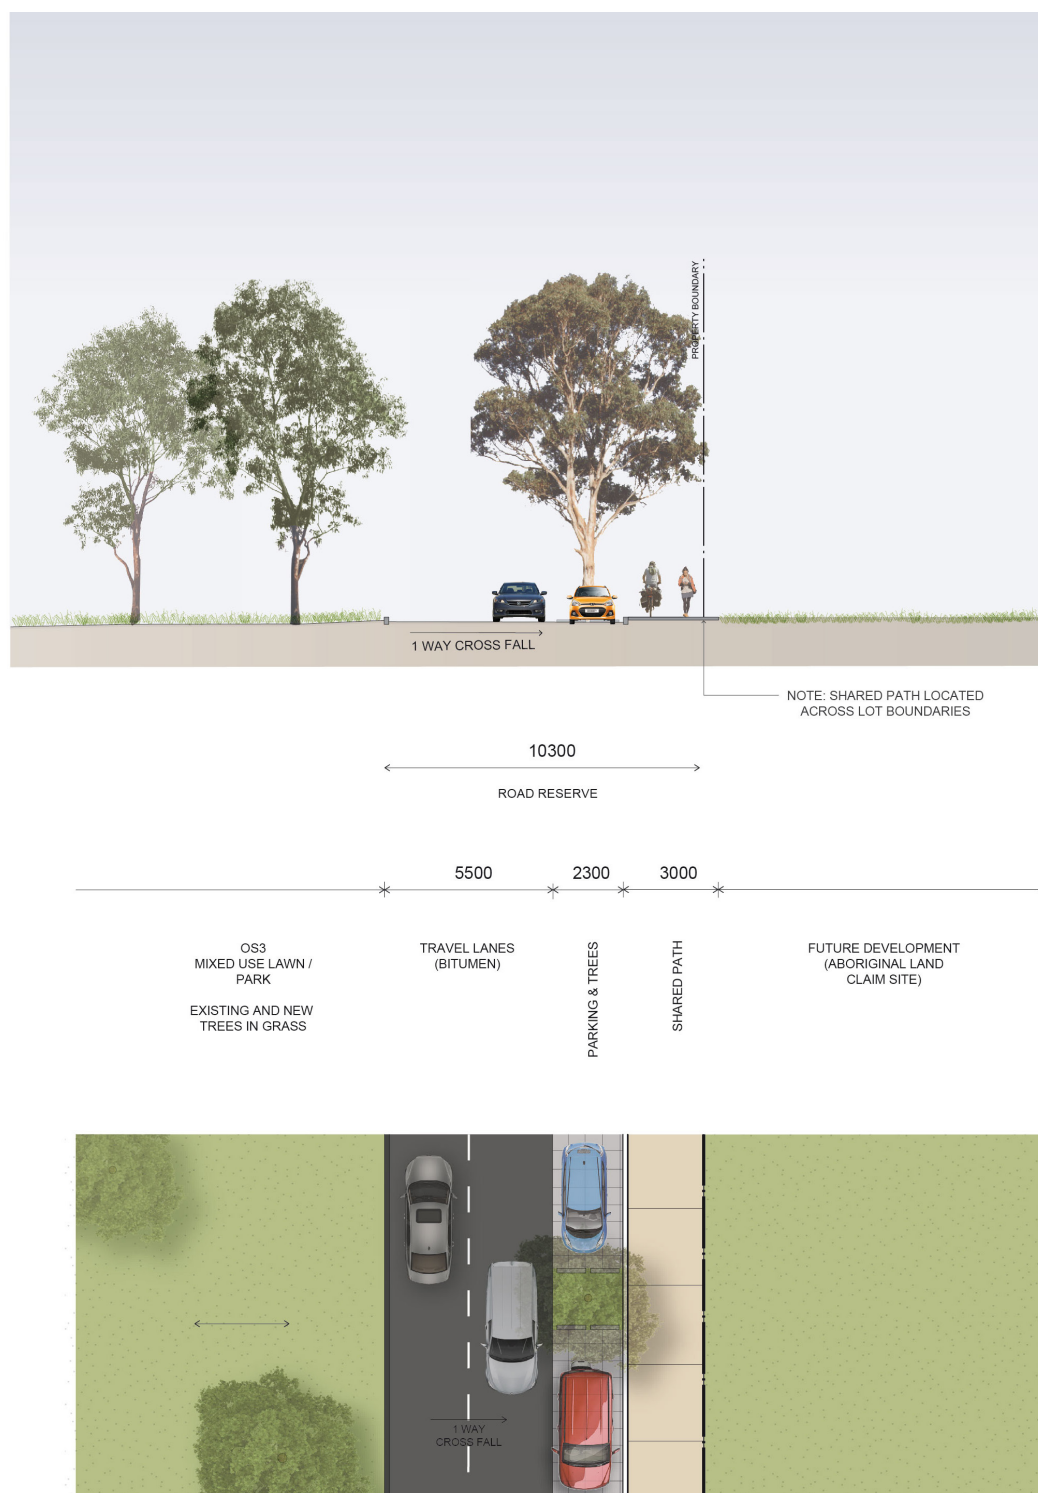 PROPERTY BOUNDARY
1 WAY CROSS FALL
NOTE: SHARED PATH LOCATED
ACROSS LOT BOUNDARIES
10300
ROAD RESERVE
5500
2300
3000
OS3
MIXED USE LAWN /
PARK
EXISTING AND NEW
TREES IN GRASS
TRAVEL LANES
(BITUMEN)
PARKING & TREES
SHARED PATH
FUTURE DEVELOPMENT
(ABORIGINAL LAND
CLAIM SITE)
1 WAY
CROSS FALL